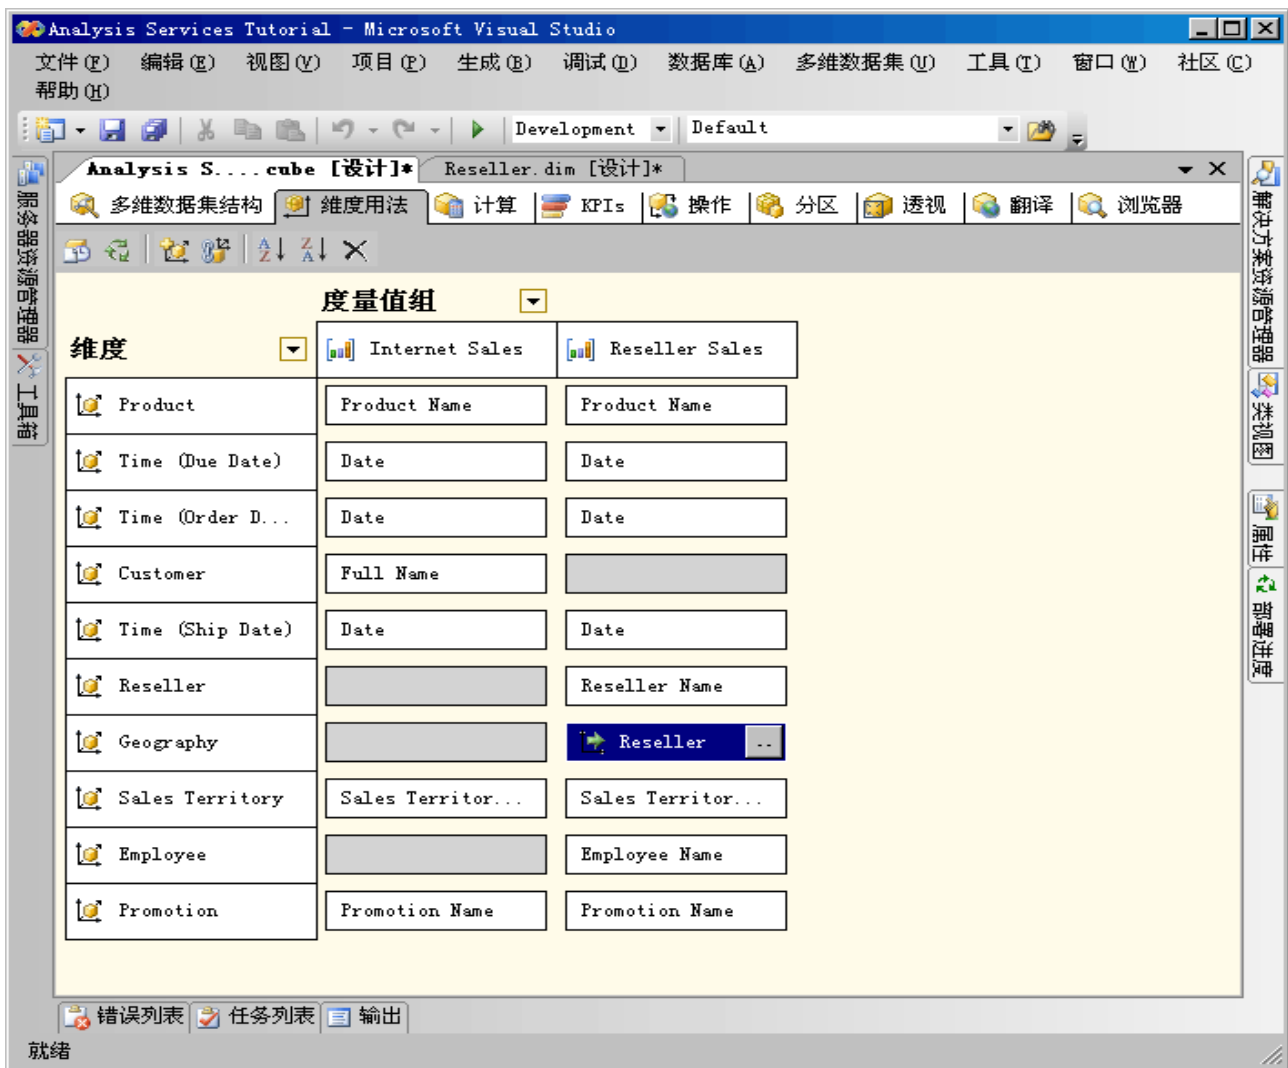 Analysis Services Tutorial - Microsoft Visual Studio
文件(F) 编辑(E) 视图(V) 项目(P) 生成(B) 调试(D) 数据库(A) 多维数据集(U) 工具(T) 窗口(W) 社区(C)
帮助(H)
Development Default
Analysis S....cube [设计]* Reseller.dim [设计]*
多维数据集结构 维度用法 计算 KPIs 操作 分区 透视 翻译 浏览器
度量值组
维度 Internet Sales Reseller Sales
Product Product Name Product Name
Time (Due Date) Date Date
Time (Order D... Date Date
Customer Full Name
Time (Ship Date) Date Date
Reseller Reseller Name
Geography Reseller ..
Sales Territory Sales Territor... Sales Territor...
Employee Employee Name
Promotion Promotion Name Promotion Name
服务器资源管理器
工具箱
解决方案资源管理器
类视图
属性
部署进度
错误列表 任务列表 输出
就绪